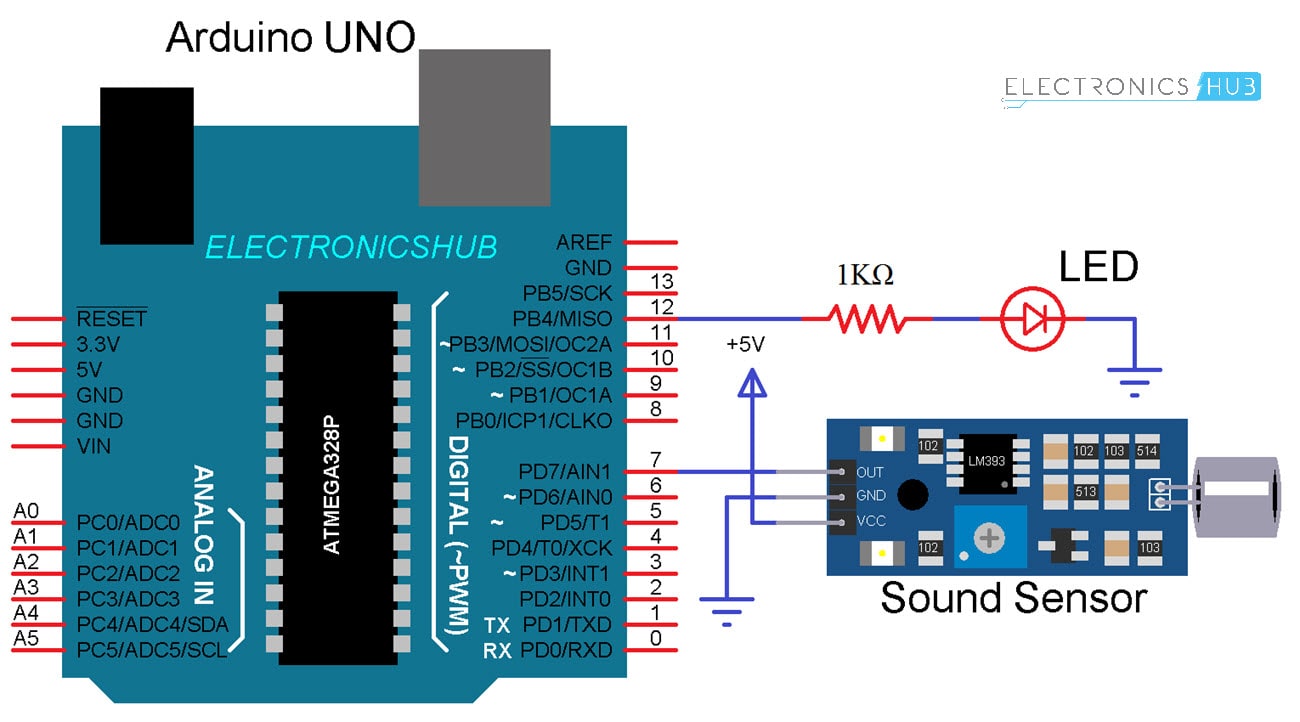 Arduino UNO
ELECTRONICS HUB
ELECTRONICSHUB
AREF
GND
PB5/SCK 13
PB4/MISO 12
~PB3/MOSI/OC2A 11
~ PB2/SS/OC1B 10
~ PB1/OC1A 9
PB0/ICP1/CLKO 8
PD7/AIN1 7
~PD6/AIN0 6
~ PD5/T1 5
PD4/T0/XCK 4
~PD3/INT1 3
PD2/INT0 2
TX PD1/TXD 1
RX PD0/RXD 0
RESET
3.3V
5V
GND
GND
VIN
A0 PC0/ADC0
A1 PC1/ADC1
A2 PC2/ADC2
A3 PC3/ADC3
A4 PC4/ADC4/SDA
A5 PC5/ADC5/SCL
ANALOG IN
ATMEGA328P
DIGITAL (~PWM)
1KΩ
LED
+5V
OUT
GND
VCC
102
LM393
102 103 514
513
102
103
Sound Sensor